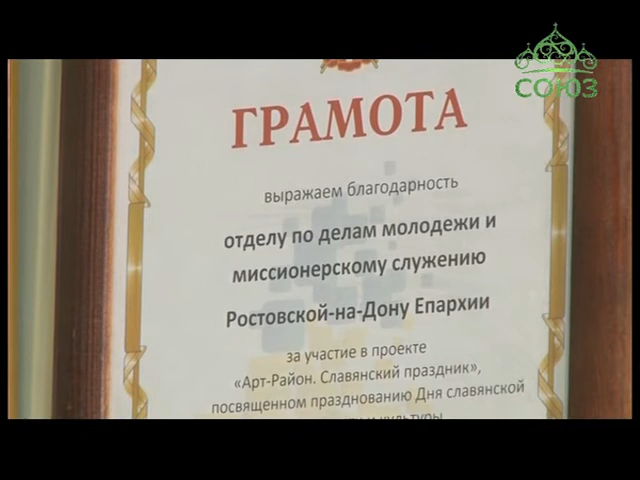 СОЮЗ
ГРАМОТА
выражаем благодарность
отделу по делам молодежи и
миссионерскому служению
Ростовской-на-Дону Епархии
за участие в проекте
«Арт-Район. Славянский праздник»,
посвященном празднованию Дня славянской
и культуры